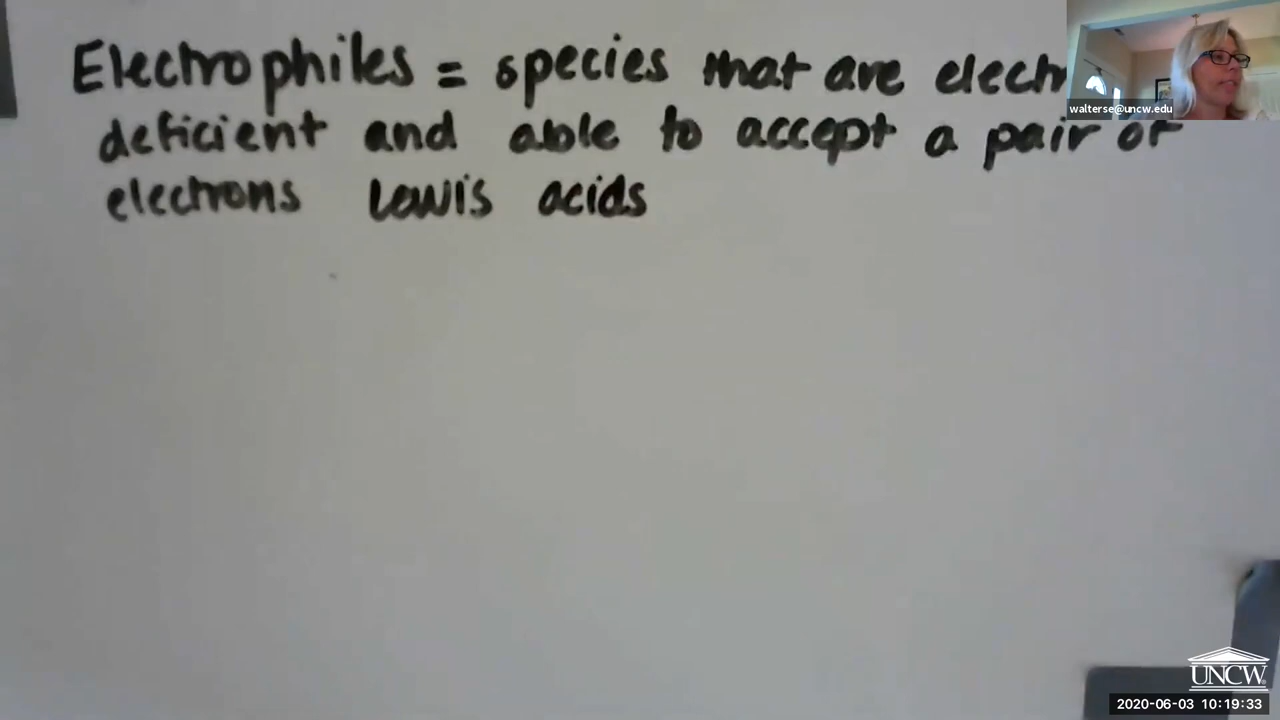 Electrophiles = species that are electr
deficient and able to accept a pair of
electrons Lewis acids
walterse@uncw.edu
UNCW
2020-06-03 10:19:33